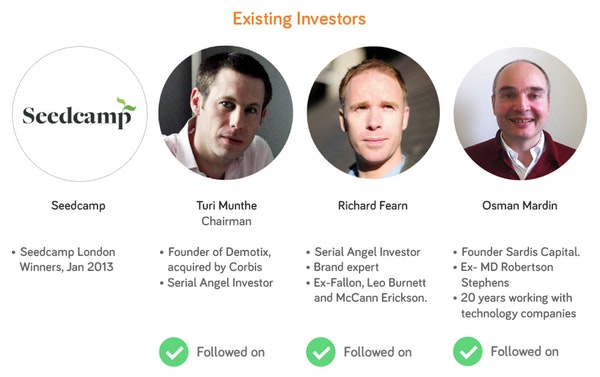 Existing Investors
Seedcamp
Seedcamp
• Seedcamp London
Winners, Jan 2013
Turi Munthe
Chairman
• Founder of Demotix,
acquired by Corbis
• Serial Angel Investor
Followed on
Richard Fearn
• Serial Angel Investor
• Brand expert
• Ex-Fallon, Leo Burnett
and McCann Erickson.
Followed on
Osman Mardin
• Founder Sardis Capital.
• Ex- MD Robertson
Stephens
• 20 years working with
technology companies
Followed on